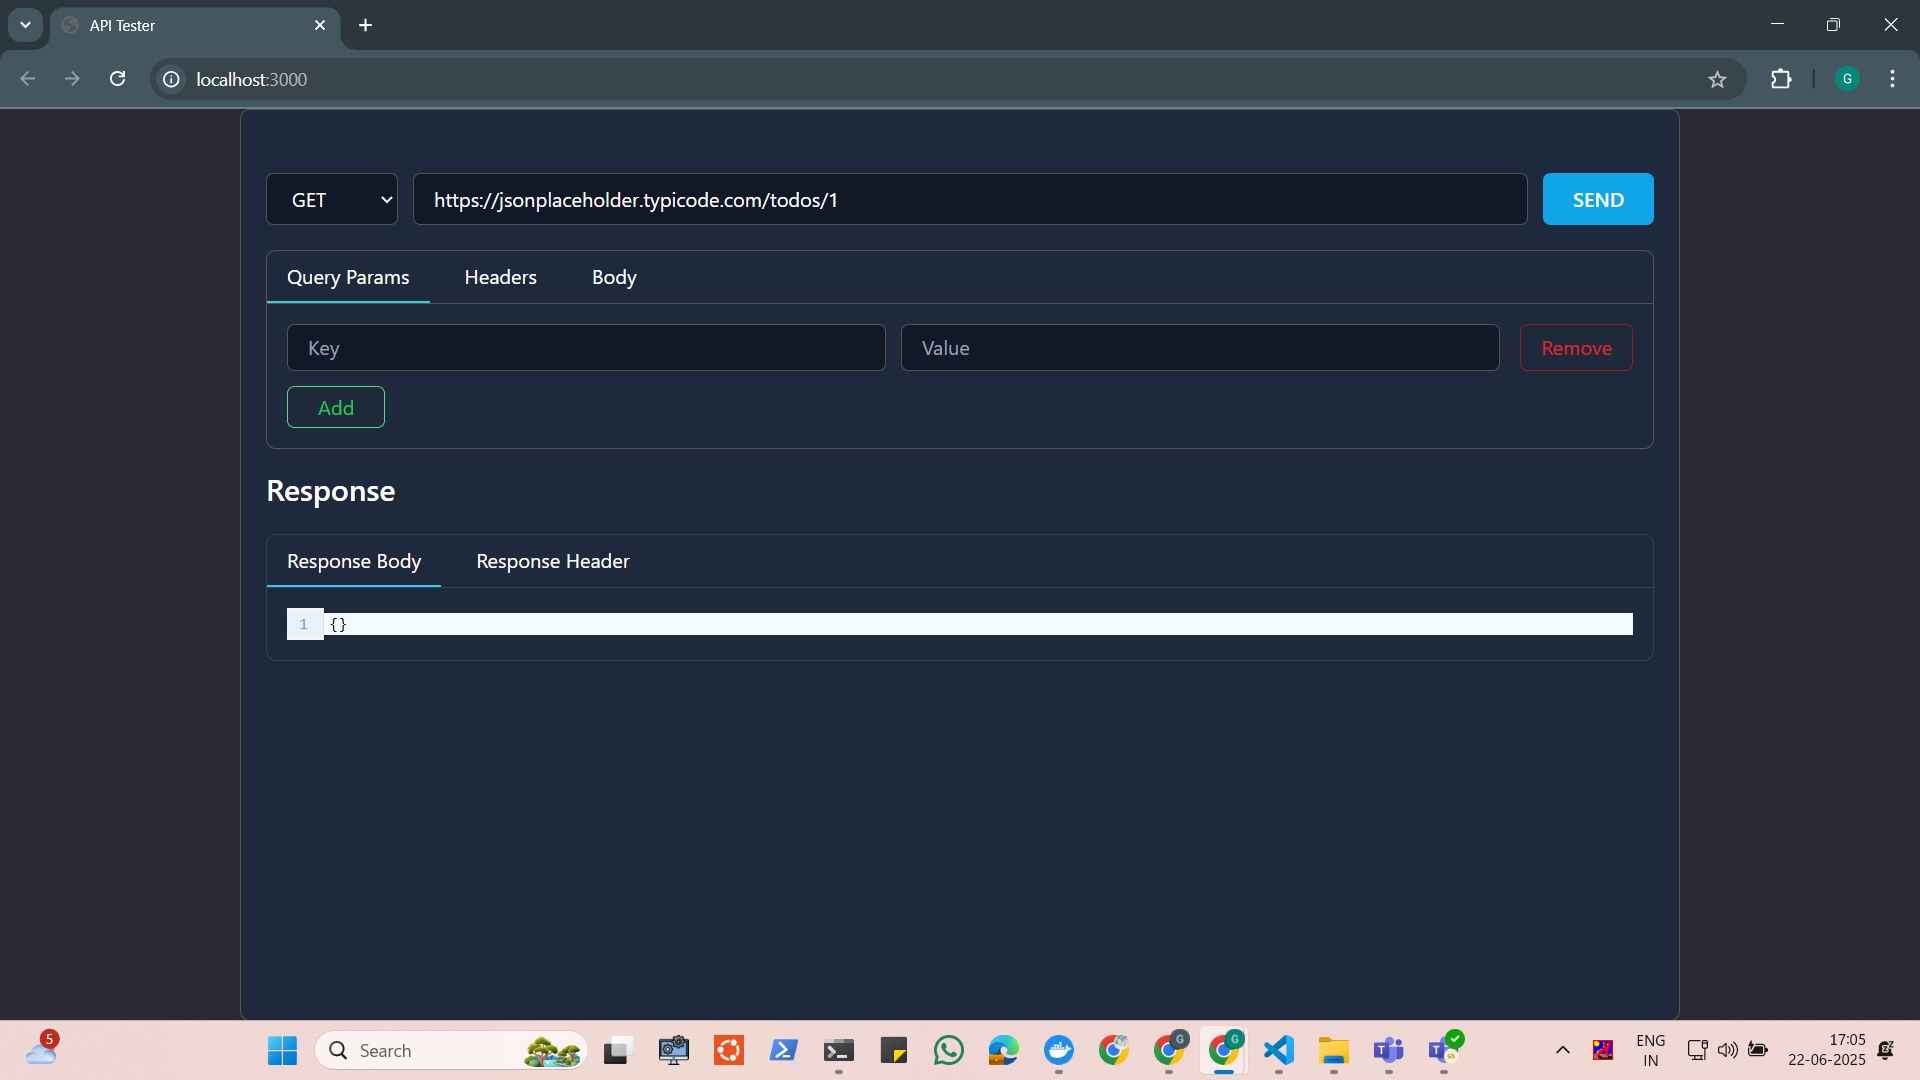 API Tester
localhost:3000
G
GET
https://jsonplaceholder.typicode.com/todos/1
SEND
Query Params
Headers
Body
Key
Value
Remove
Add
Response
Response Body
Response Header
1
{}
5
Search
G
G
ENG
IN
17:05
22-06-2025